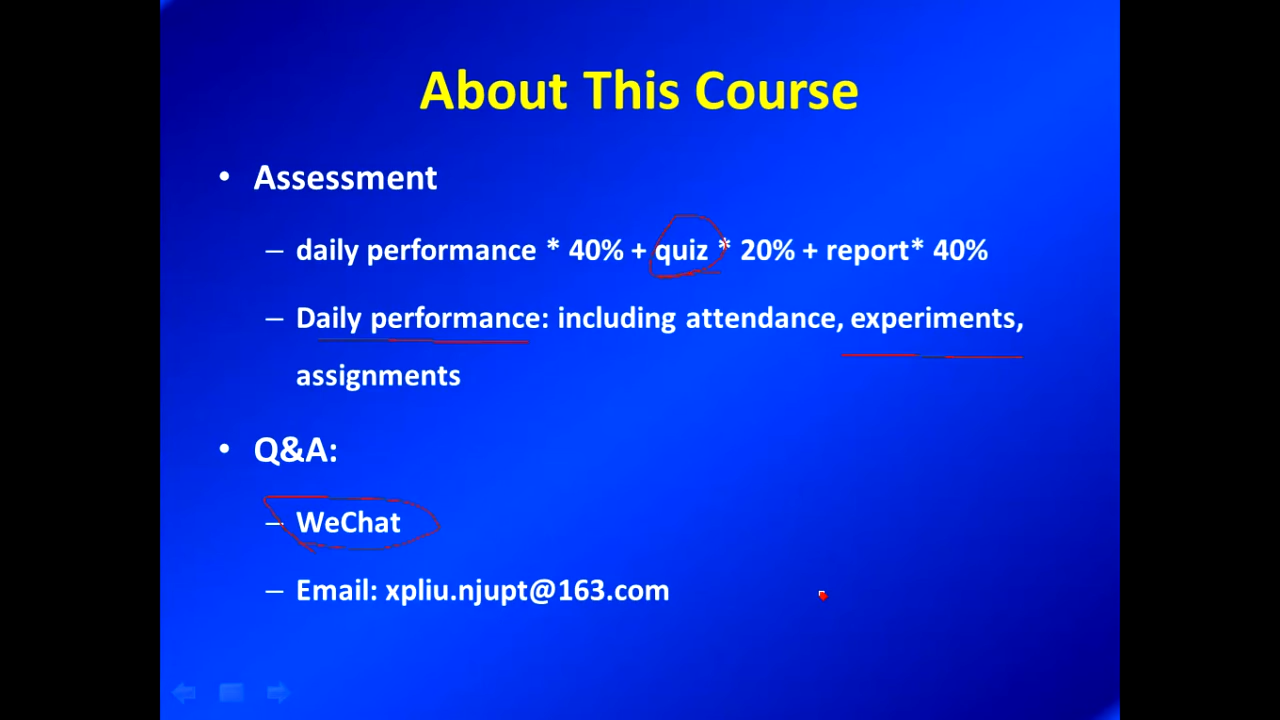 About This Course
• Assessment
– daily performance * 40% + quiz * 20% + report* 40%
– Daily performance: including attendance, experiments,
assignments
• Q&A:
– WeChat
– Email: xpliu.njupt@163.com